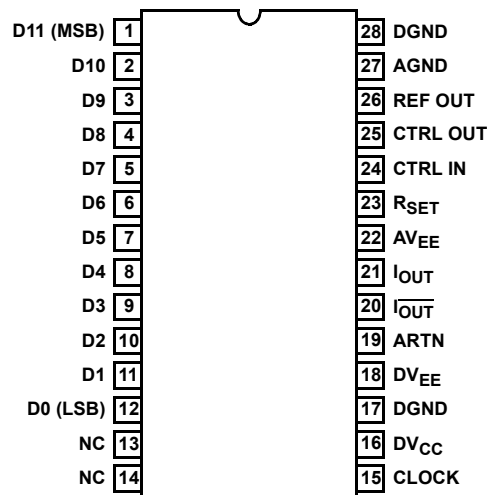 D11 (MSB) 1 28 DGND
D10 2 27 AGND
D9 3 26 REF OUT
D8 4 25 CTRL OUT
D7 5 24 CTRL IN
D6 6 23 RSET
D5 7 22 AVEE
D4 8 21 IOUT
D3 9 20 I̅O̅U̅T̅
D2 10 19 ARTN
D1 11 18 DVEE
D0 (LSB) 12 17 DGND
NC 13 16 DVCC
NC 14 15 CLOCK